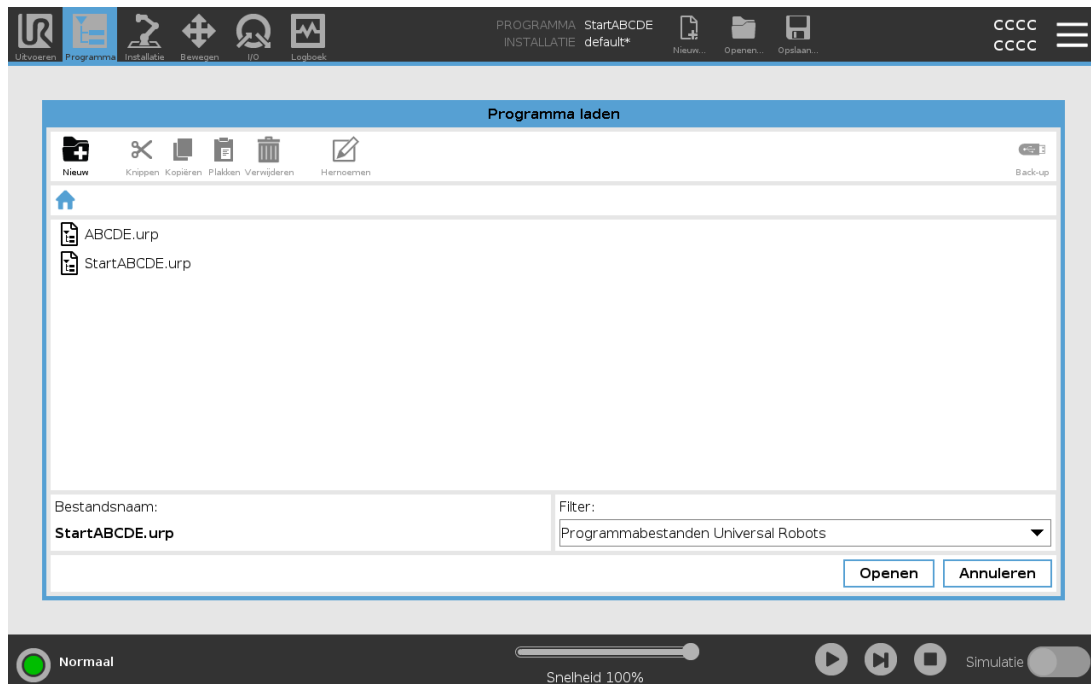 PROGRAMMA StartABCDE
INSTALLATIE default*
Uitvoeren Programma Installatie Bewegen I/O Logboek
Nieuw... Openen... Opslaan...
CCCC
CCCC
Programma laden
Nieuw Knippen Kopiëren Plakken Verwijderen Hernoemen Back-up
ABCDE.urp
StartABCDE.urp
Bestandsnaam:
StartABCDE.urp
Filter:
Programmabestanden Universal Robots
Openen Annuleren
Normaal
Snelheid 100%
Simulatie